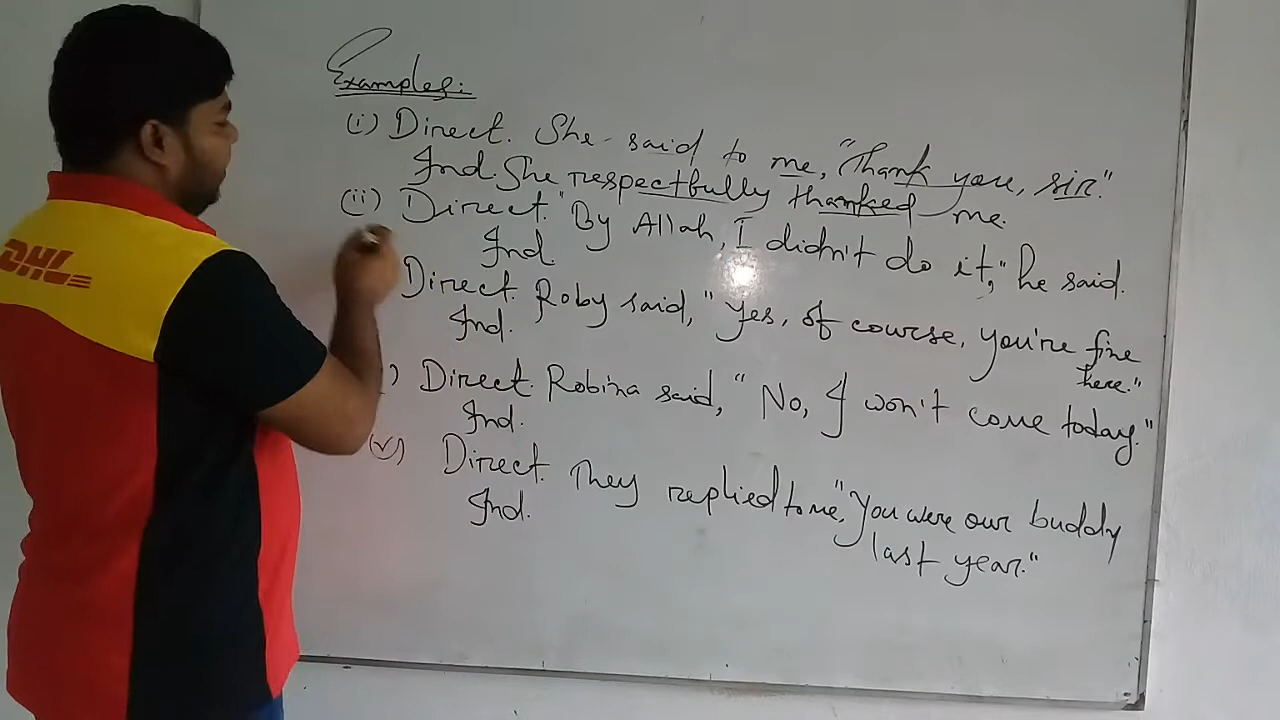 Examples:
(i) Direct. She said to me, "Thank you, sir."
Ind. She respectfully thanked me.
(ii) Direct. "By Allah, I didn't do it," he said.
Ind.
Direct. Roby said, "Yes, of course, you're fine
here."
Ind.
) Direct. Robina said, "No, I won't come today."
Ind.
(v) Direct. They replied to me, "You were our buddy
last year."
Ind.
DHL